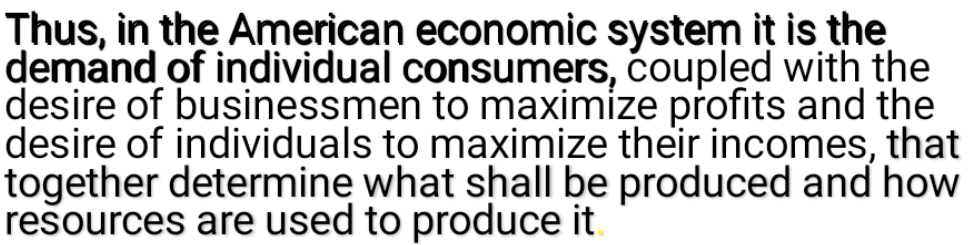 Thus, in the American economic system it is the
demand of individual consumers, coupled with the
desire of businessmen to maximize profits and the
desire of individuals to maximize their incomes, that
together determine what shall be produced and how
resources are used to produce it.